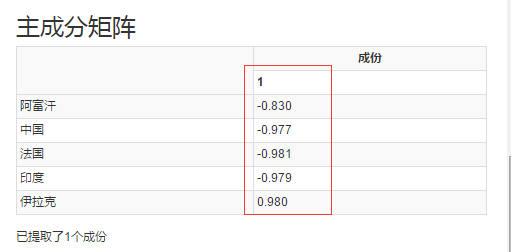 主成分矩阵
成份
1
阿富汗 -0.830
中国 -0.977
法国 -0.981
印度 -0.979
伊拉克 0.980
已提取了1个成份